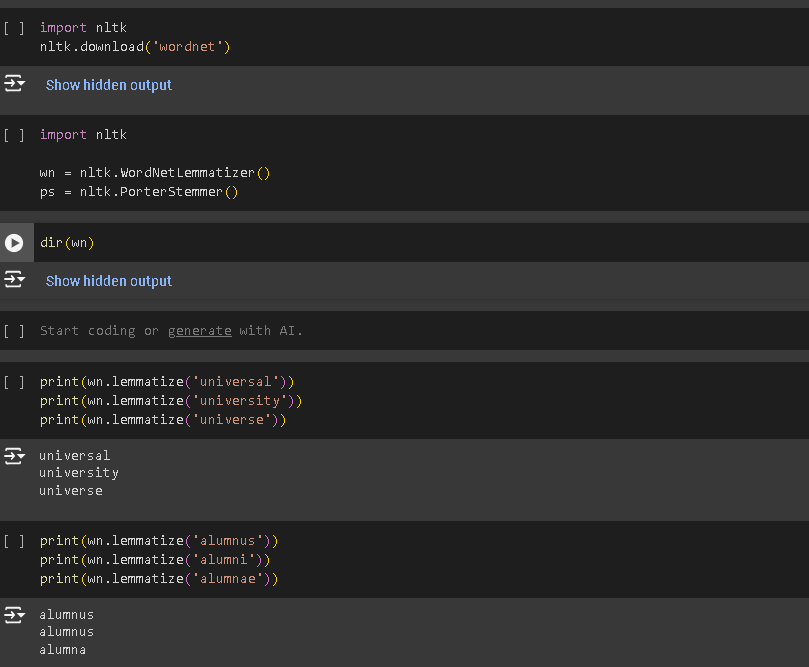 [ ] import nltk
nltk.download('wordnet')
Show hidden output
[ ] import nltk
wn = nltk.WordNetLemmatizer()
ps = nltk.PorterStemmer()
dir(wn)
Show hidden output
[ ] Start coding or generate with AI.
[ ] print(wn.lemmatize('universal'))
print(wn.lemmatize('university'))
print(wn.lemmatize('universe'))
universal
university
universe
[ ] print(wn.lemmatize('alumnus'))
print(wn.lemmatize('alumni'))
print(wn.lemmatize('alumnae'))
alumnus
alumnus
alumna